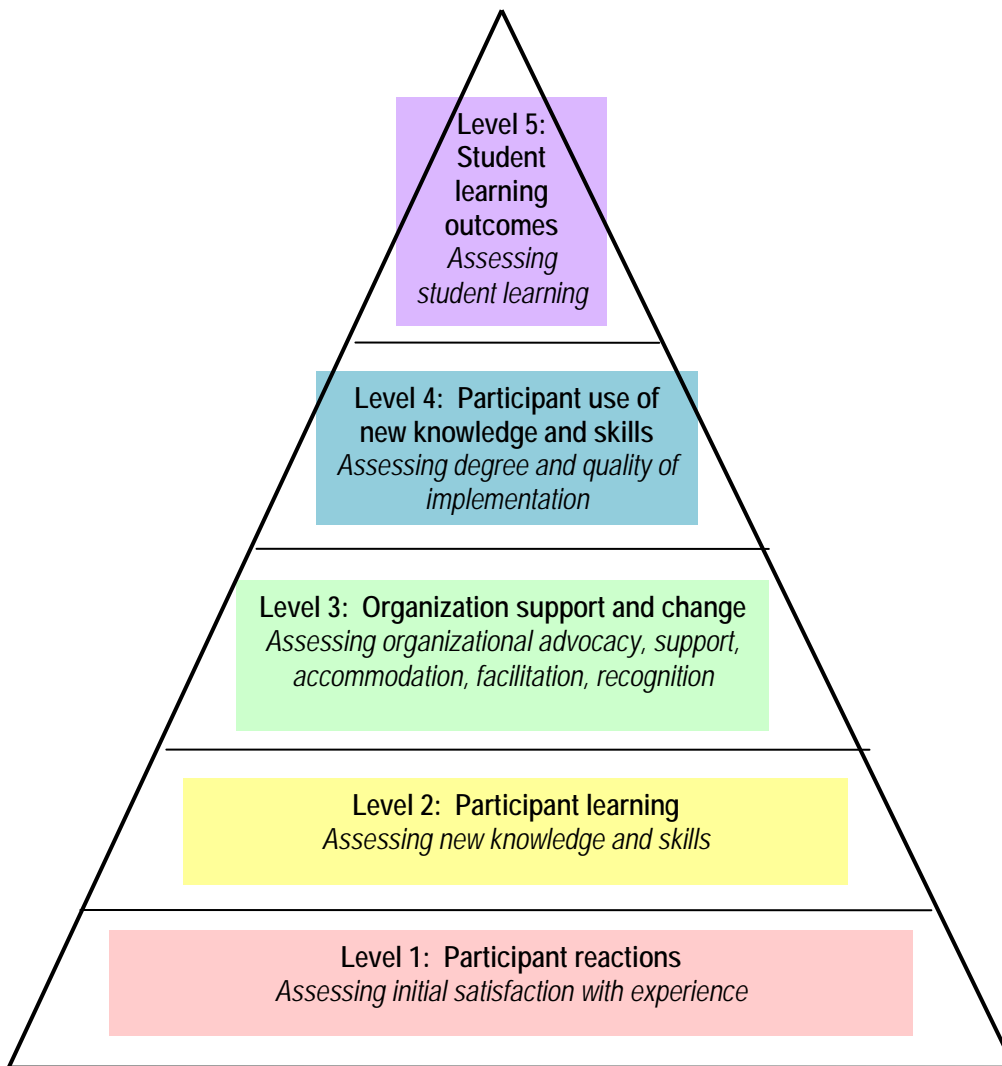 Level 5:
Student
learning
outcomes
Assessing
student learning
Level 4:  Participant use of
new knowledge and skills
Assessing degree and quality of
implementation
Level 3:  Organization support and change
Assessing organizational advocacy, support,
accommodation, facilitation, recognition
Level 2:  Participant learning
Assessing new knowledge and skills
Level 1:  Participant reactions
Assessing initial satisfaction with experience